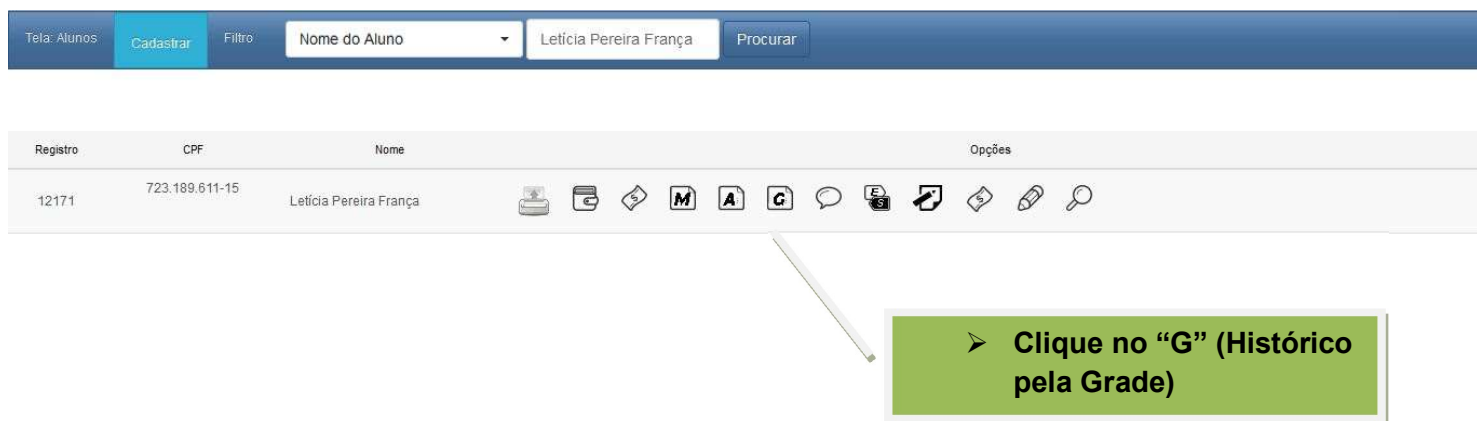 Tela: Alunos Cadastrar Filtro Nome do Aluno Letícia Pereira França Procurar
Registro CPF Nome Opções
12171 723.189.611-15 Letícia Pereira França $ M A G E S $
➢ Clique no “G” (Histórico
pela Grade)